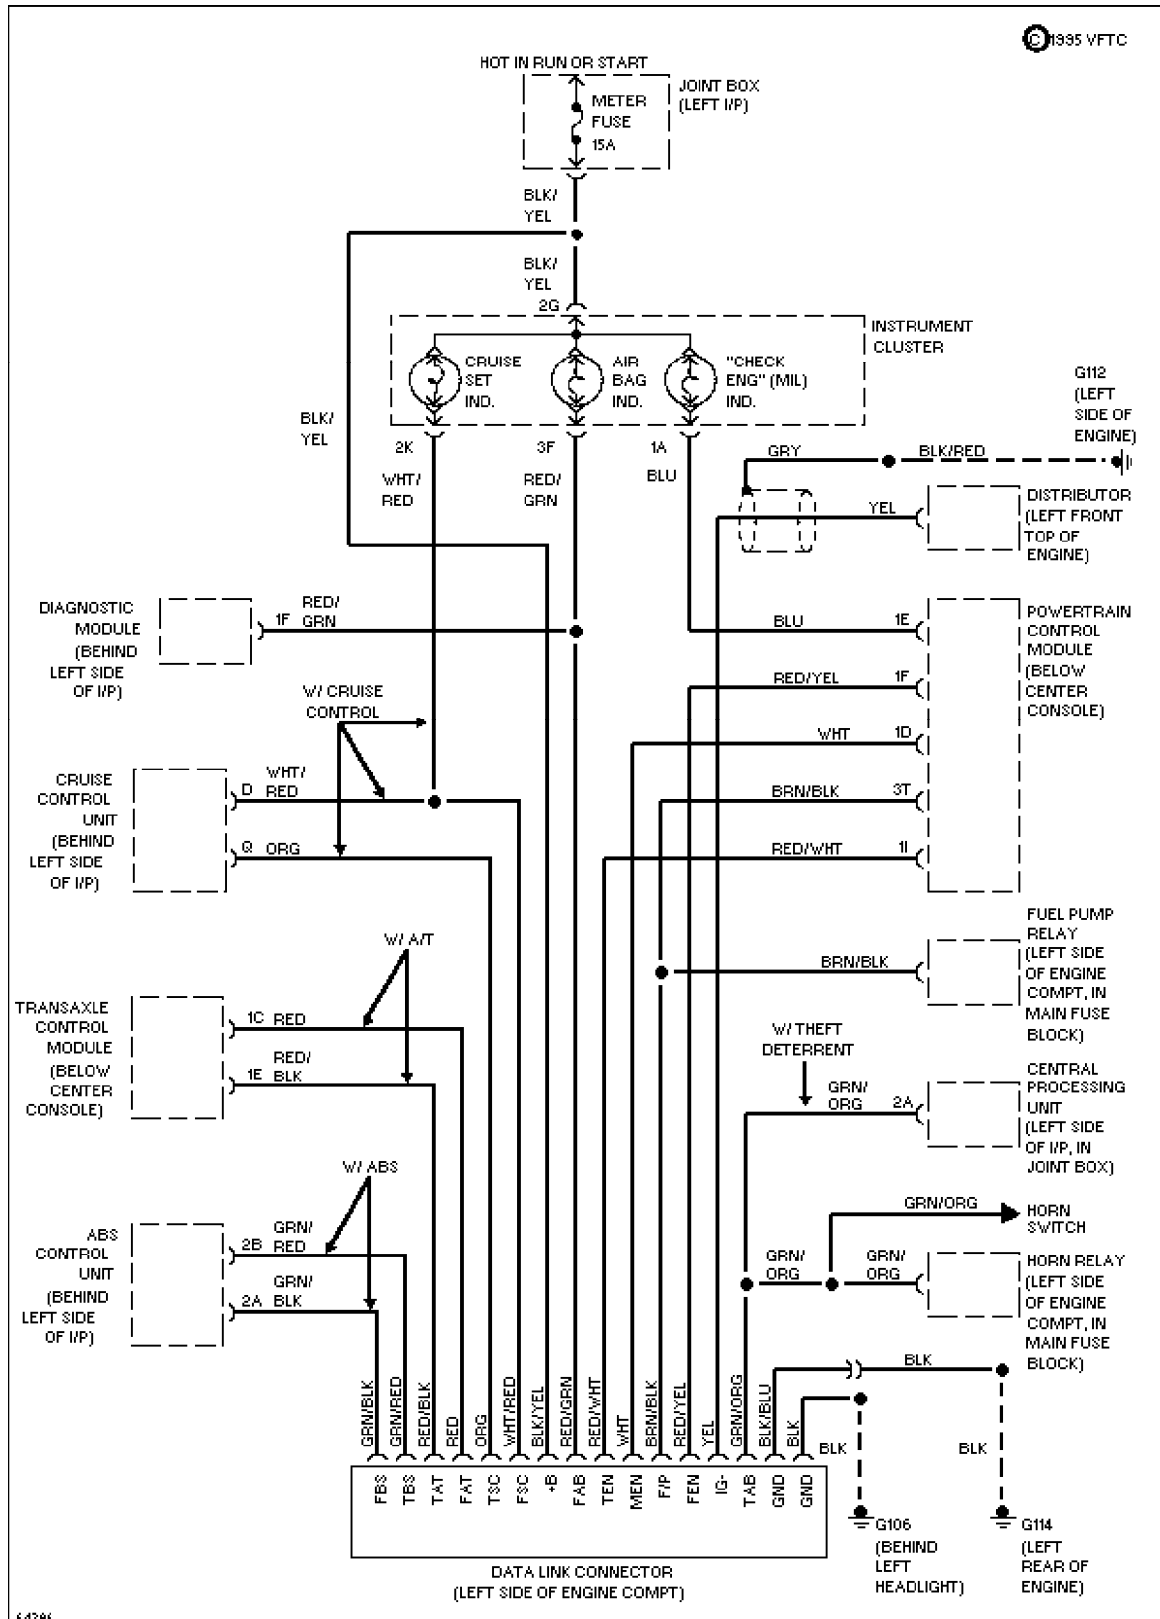 © 1995 VFTC
HOT IN RUN OR START
JOINT BOX
(LEFT I/P)
METER
FUSE
15A
BLK/
YEL
BLK/
YEL
2G
INSTRUMENT
CLUSTER
CRUISE
SET
IND.
AIR
BAG
IND.
"CHECK
ENG" (MIL)
IND.
G112
(LEFT
SIDE OF
ENGINE)
BLK/
YEL
2K
3F
1A
WHT/
RED
RED/
GRN
BLU
GRY
BLK/RED
YEL
DISTRIBUTOR
(LEFT FRONT
TOP OF
ENGINE)
DIAGNOSTIC
MODULE
(BEHIND
LEFT SIDE
OF I/P)
1F
RED/
GRN
BLU
1E
RED/YEL
1F
WHT
1D
BRN/BLK
3T
RED/WHT
1I
POWERTRAIN
CONTROL
MODULE
(BELOW
CENTER
CONSOLE)
W/ CRUISE
CONTROL
CRUISE
CONTROL
UNIT
(BEHIND
LEFT SIDE
OF I/P)
D
WHT/
RED
Q ORG
FUEL PUMP
RELAY
(LEFT SIDE
OF ENGINE
COMPT, IN
MAIN FUSE
BLOCK)
BRN/BLK
W/ A/T
TRANSAXLE
CONTROL
MODULE
(BELOW
CENTER
CONSOLE)
1C RED
1E
RED/
BLK
W/ THEFT
DETERRENT
GRN/
ORG
2A
CENTRAL
PROCESSING
UNIT
(LEFT SIDE
OF I/P, IN
JOINT BOX)
W/ ABS
ABS
CONTROL
UNIT
(BEHIND
LEFT SIDE
OF I/P)
2B
GRN/
RED
2A
GRN/
BLK
GRN/ORG
HORN
SWITCH
GRN/
ORG
GRN/
ORG
HORN RELAY
(LEFT SIDE
OF ENGINE
COMPT, IN
MAIN FUSE
BLOCK)
BLK
GRN/BLK
GRN/RED
RED/BLK
RED
ORG
WHT/RED
BLK/YEL
RED/GRN
RED/WHT
WHT
BRN/BLK
RED/YEL
YEL
GRN/ORG
BLK/BLU
BLK
BLK
BLK
FBS
TBS
TAT
FAT
TSC
FSC
+B
FAB
TEN
MEN
F/P
FEN
IG-
TAB
GND
GND
G106
(BEHIND
LEFT
HEADLIGHT)
G114
(LEFT
REAR OF
ENGINE)
DATA LINK CONNECTOR
(LEFT SIDE OF ENGINE COMPT)